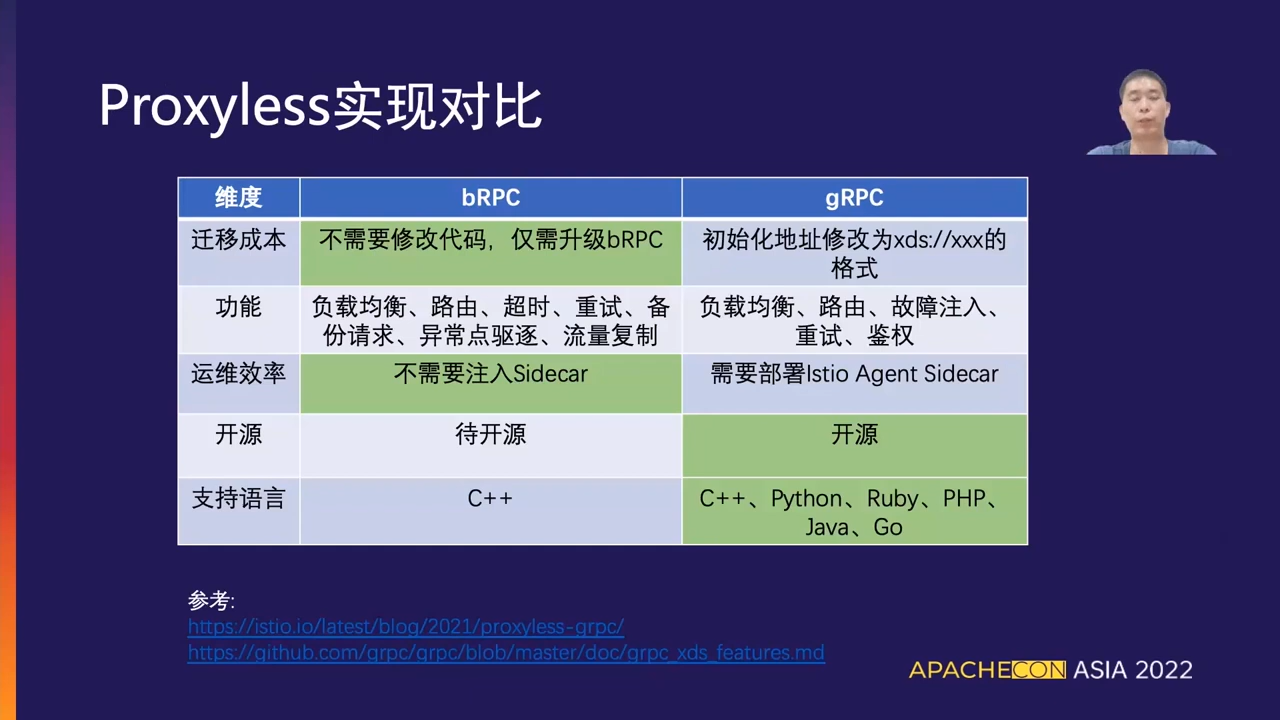 Proxyless实现对比
维度 bRPC gRPC
迁移成本 不需要修改代码，仅需升级bRPC 初始化地址修改为xds://xxx的
格式
功能 负载均衡、路由、超时、重试、备 负载均衡、路由、故障注入、
份请求、异常点驱逐、流量复制 重试、鉴权
运维效率 不需要注入Sidecar 需要部署Istio Agent Sidecar
开源 待开源 开源
支持语言 C++ C++、Python、Ruby、PHP、
Java、Go
参考:
https://istio.io/latest/blog/2021/proxyless-grpc/
https://github.com/grpc/grpc/blob/master/doc/grpc_xds_features.md
APACHECON ASIA 2022